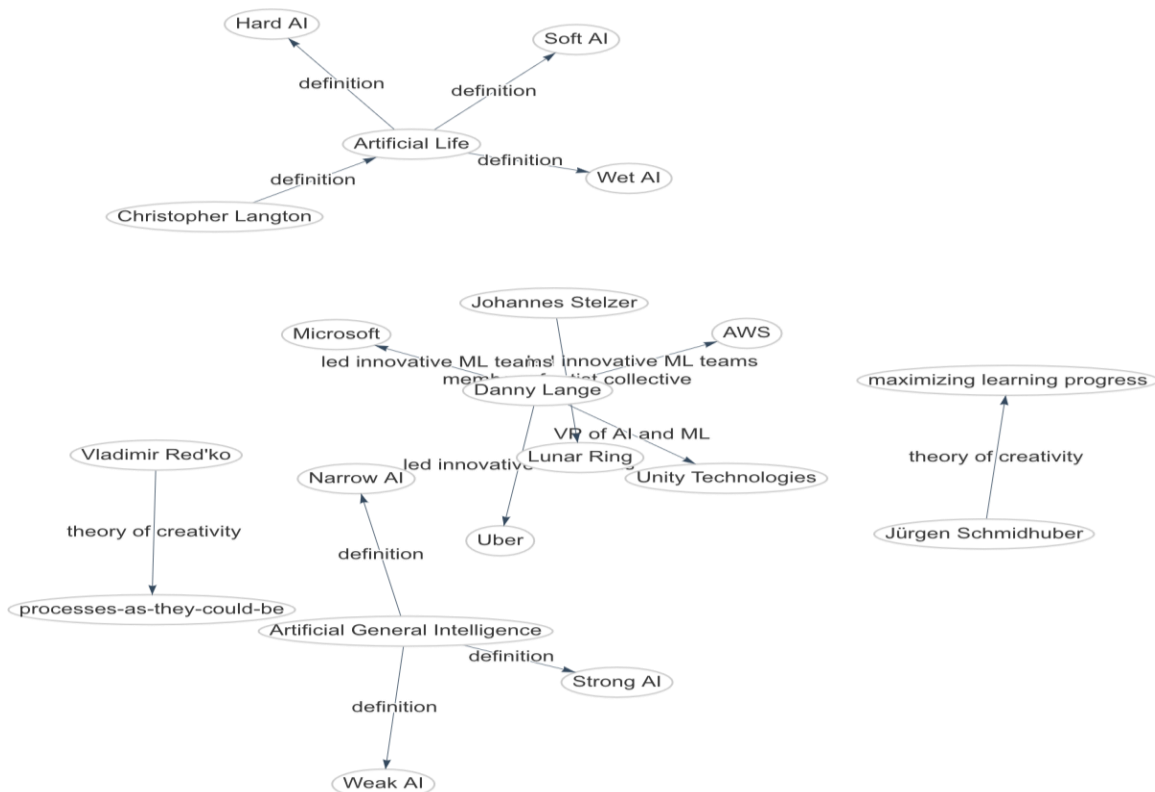 Hard AI
Soft AI
definition
definition
Artificial Life
definition
Wet AI
definition
Christopher Langton
Johannes Stelzer
Microsoft
AWS
led innovative ML teams
innovative ML teams
collective
Danny Lange
maximizing learning progress
VP of AI and ML
Vladimir Red'ko
Lunar Ring
theory of creativity
led innovative
Narrow AI
Unity Technologies
theory of creativity
Uber
Jürgen Schmidhuber
definition
processes-as-they-could-be
Artificial General Intelligence
definition
Strong AI
definition
Weak AI